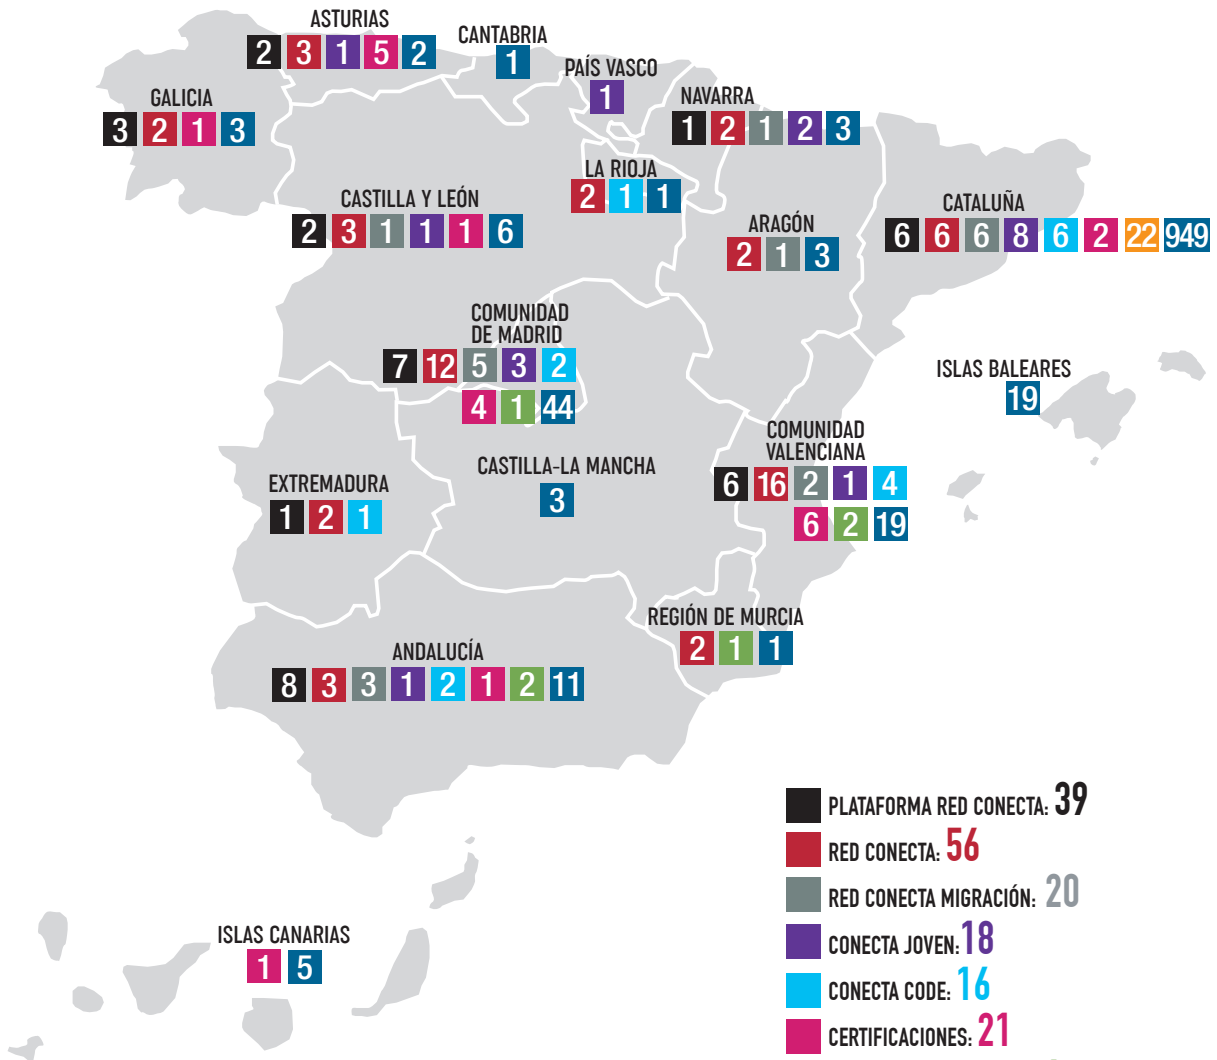 ASTURIAS
2 3 1 5 2
CANTABRIA
1
PAÍS VASCO
1
GALICIA
3 2 1 3
NAVARRA
1 2 1 2 3
LA RIOJA
2 1 1
CASTILLA Y LEÓN
2 3 1 1 1 6
ARAGÓN
2 1 3
CATALUÑA
6 6 6 8 6 2 22 949
COMUNIDAD
DE MADRID
7 12 5 3 2
4 1 44
ISLAS BALEARES
19
COMUNIDAD
VALENCIANA
6 16 2 1 4
6 2 19
CASTILLA-LA MANCHA
3
EXTREMADURA
1 2 1
REGIÓN DE MURCIA
2 1 1
ANDALUCÍA
8 3 3 1 2 1 2 11
ISLAS CANARIAS
1 5
PLATAFORMA RED CONECTA: 39
RED CONECTA: 56
RED CONECTA MIGRACIÓN: 20
CONECTA JOVEN: 18
CONECTA CODE: 16
CERTIFICACIONES: 21